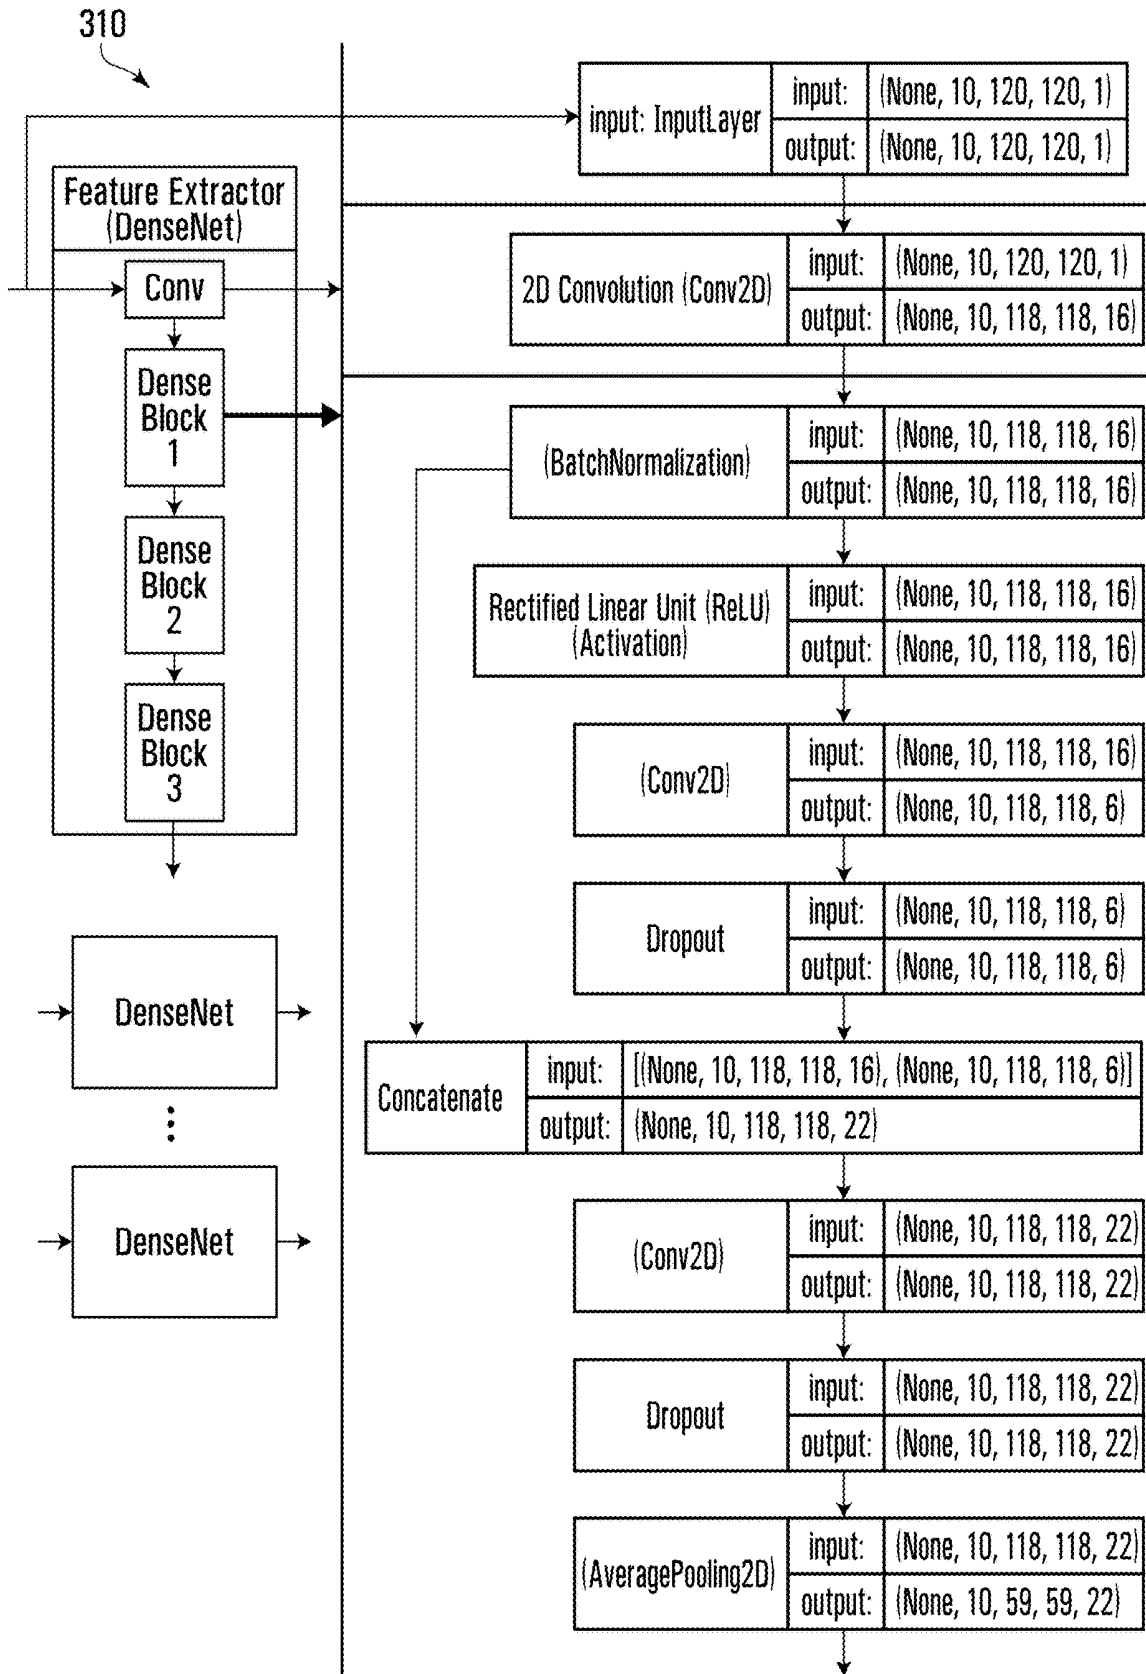 310
Feature Extractor
(DenseNet)
Conv
Dense
Block
1
Dense
Block
2
Dense
Block
3
DenseNet
DenseNet
input: InputLayer
input: (None, 10, 120, 120, 1)
output: (None, 10, 120, 120, 1)
2D Convolution (Conv2D)
input: (None, 10, 120, 120, 1)
output: (None, 10, 118, 118, 16)
(BatchNormalization)
input: (None, 10, 118, 118, 16)
output: (None, 10, 118, 118, 16)
Rectified Linear Unit (ReLU)
(Activation)
input: (None, 10, 118, 118, 16)
output: (None, 10, 118, 118, 16)
(Conv2D)
input: (None, 10, 118, 118, 16)
output: (None, 10, 118, 118, 6)
Dropout
input: (None, 10, 118, 118, 6)
output: (None, 10, 118, 118, 6)
Concatenate
input: [(None, 10, 118, 118, 16), (None, 10, 118, 118, 6)]
output: (None, 10, 118, 118, 22)
(Conv2D)
input: (None, 10, 118, 118, 22)
output: (None, 10, 118, 118, 22)
Dropout
input: (None, 10, 118, 118, 22)
output: (None, 10, 118, 118, 22)
(AveragePooling2D)
input: (None, 10, 118, 118, 22)
output: (None, 10, 59, 59, 22)